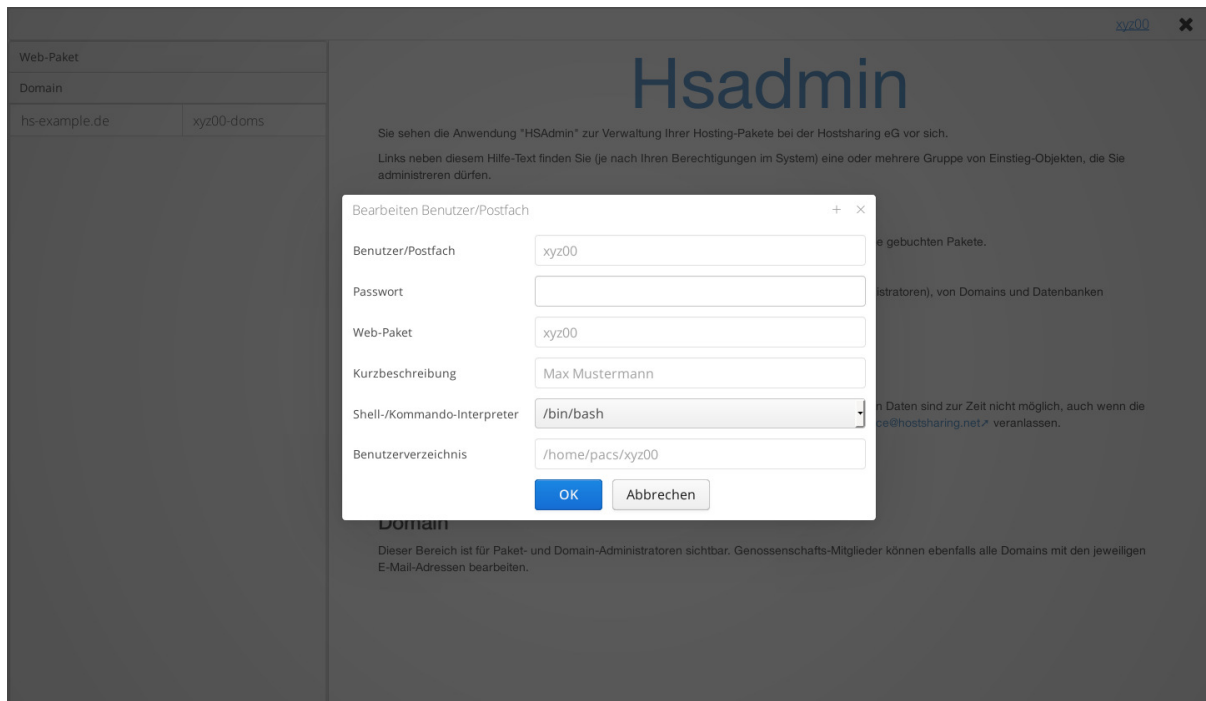 xyz00
Web-Paket
Domain
hs-example.de xyz00-doms
Hsadmin
Sie sehen die Anwendung "HSAdmin" zur Verwaltung Ihrer Hosting-Pakete bei der Hostsharing eG vor sich.
Links neben diesem Hilfe-Text finden Sie (je nach Ihren Berechtigungen im System) eine oder mehrere Gruppe von Einstieg-Objekten, die Sie
administreren dürfen.
Bearbeiten Benutzer/Postfach
Benutzer/Postfach xyz00
e gebuchten Pakete.
Passwort
istratoren), von Domains und Datenbanken
Web-Paket xyz00
Kurzbeschreibung Max Mustermann
Shell-/Kommando-Interpreter /bin/bash
n Daten sind zur Zeit nicht möglich, auch wenn die
ce@hostsharing.net↗ veranlassen.
Benutzerverzeichnis /home/pacs/xyz00
OK Abbrechen
Domain
Dieser Bereich ist für Paket- und Domain-Administratoren sichtbar. Genossenschafts-Mitglieder können ebenfalls alle Domains mit den jeweiligen
E-Mail-Adressen bearbeiten.